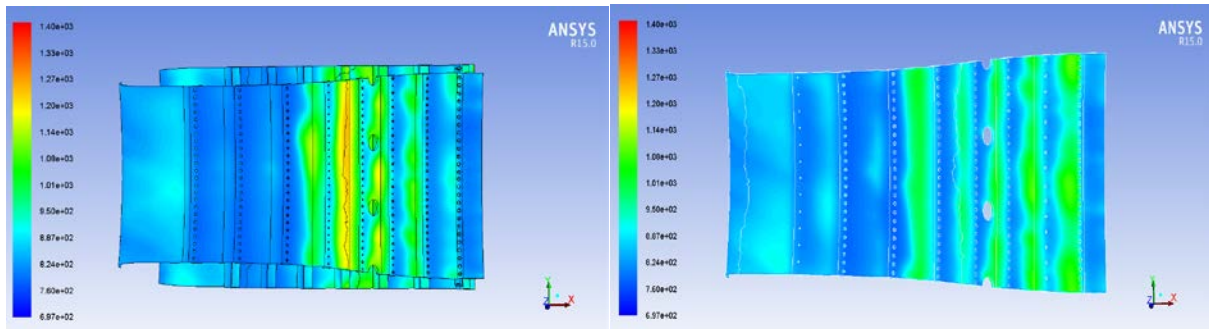 1.40e+03
1.33e+03
1.27e+03
1.20e+03
1.14e+03
1.08e+03
1.01e+03
9.50e+02
8.87e+02
8.24e+02
7.60e+02
6.97e+02
ANSYS
R15.0
Y
Z
X
1.40e+03
1.33e+03
1.27e+03
1.20e+03
1.14e+03
1.08e+03
1.01e+03
9.50e+02
8.87e+02
8.24e+02
7.60e+02
6.97e+02
ANSYS
R15.0
Y
Z
X